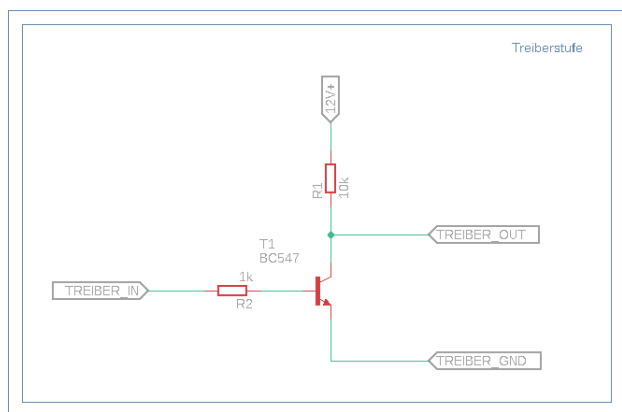 Treiberstufe
12V+
R1
10k
TREIBER_OUT
T1
BC547
1k
TREIBER_IN
R2
TREIBER_GND